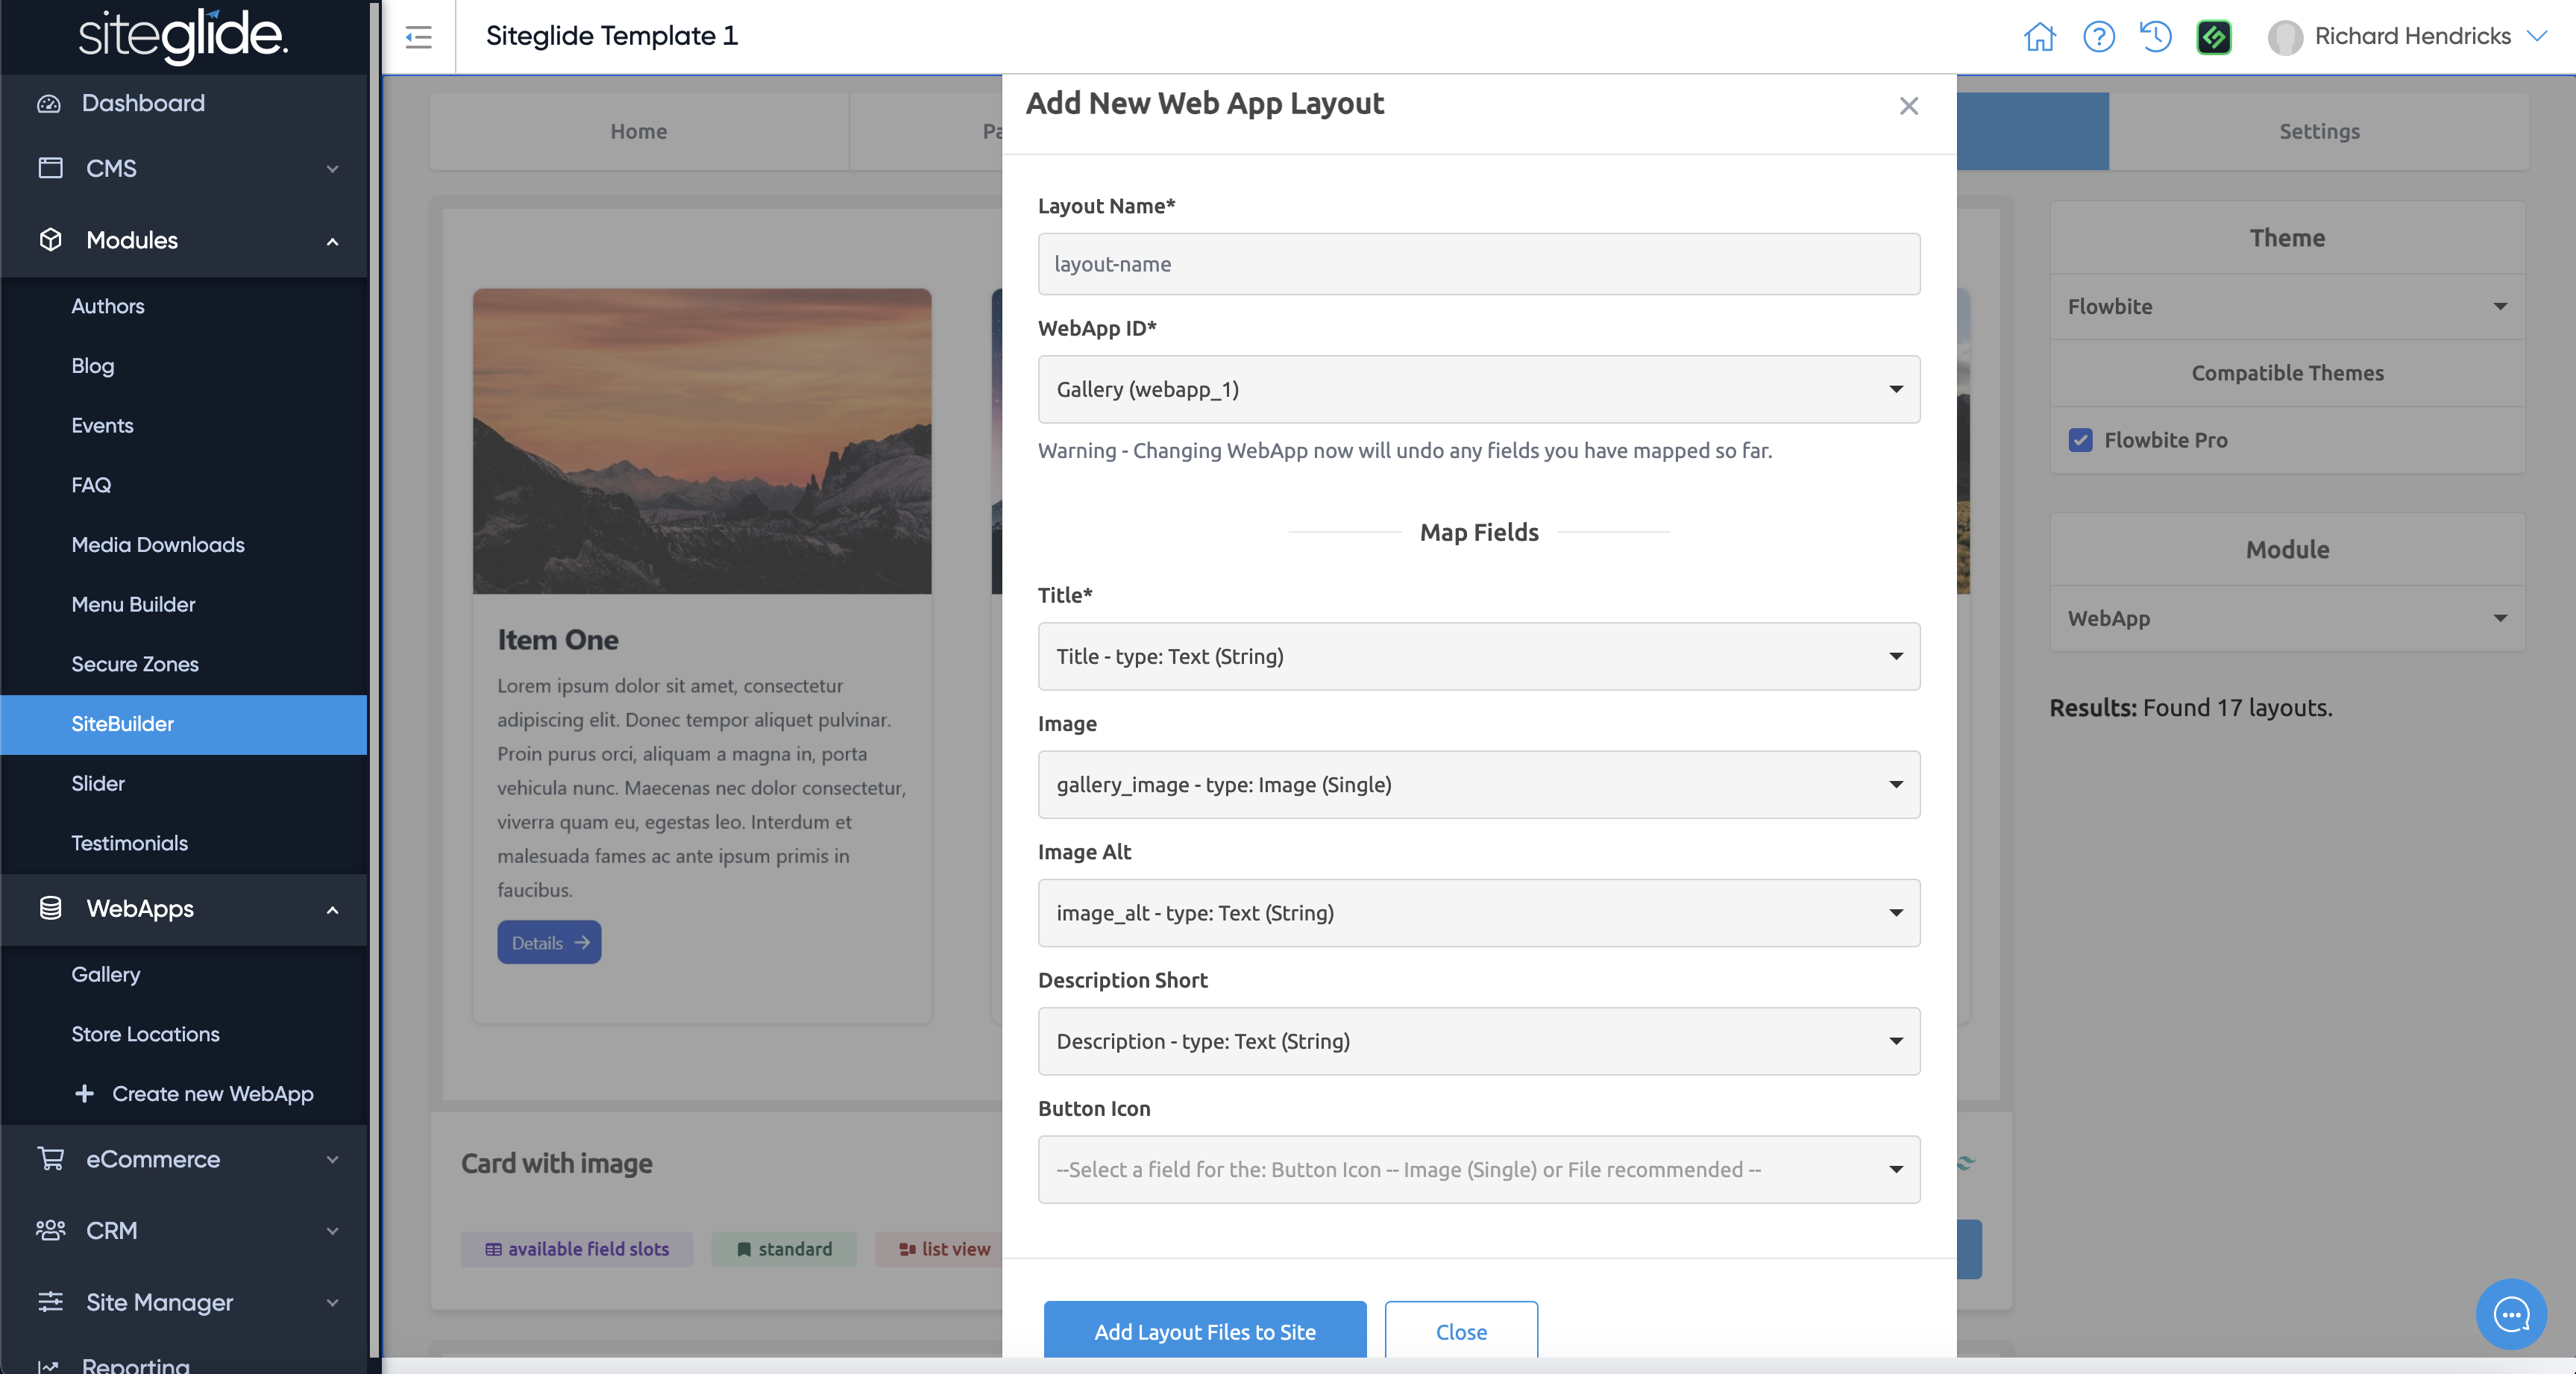 siteglide.
Dashboard
CMS
Modules
Authors
Blog
Events
FAQ
Media Downloads
Menu Builder
Secure Zones
SiteBuilder
Slider
Testimonials
WebApps
Gallery
Store Locations
+ Create new WebApp
eCommerce
CRM
Site Manager
Reporting
Siteglide Template 1
Richard Hendricks
Home
Pa
Settings
Item One
Lorem ipsum dolor sit amet, consectetur
adipiscing elit. Donec tempor aliquet pulvinar.
Proin purus orci, aliquam a magna in, porta
vehicula nunc. Maecenas nec dolor consectetur,
viverra quam eu, egestas leo. Interdum et
malesuada fames ac ante ipsum primis in
faucibus.
Details
Card with image
available field slots
standard
list view
Add New Web App Layout
Layout Name*
layout-name
WebApp ID*
Gallery (webapp_1)
Warning - Changing WebApp now will undo any fields you have mapped so far.
Map Fields
Title*
Title - type: Text (String)
Image
gallery_image - type: Image (Single)
Image Alt
image_alt - type: Text (String)
Description Short
Description - type: Text (String)
Button Icon
--Select a field for the: Button Icon -- Image (Single) or File recommended --
Add Layout Files to Site
Close
Theme
Flowbite
Compatible Themes
Flowbite Pro
Module
WebApp
Results: Found 17 layouts.